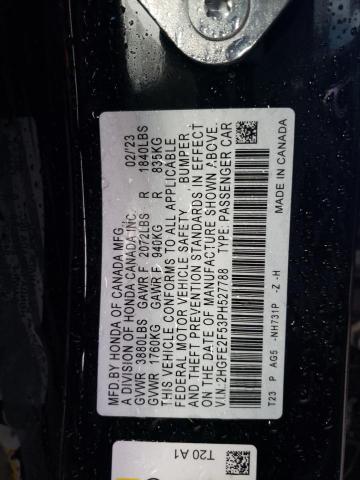 MFD.BY HONDA OF CANADA MFG.,
A DIVISION OF HONDA CANADA INC. 02/'23
GVWR 3880LBS GAWR F 2072LBS R 1840LBS
GVWR 1760KG GAWR F 940KG R 835KG
THIS VEHICLE CONFORMS TO ALL APPLICABLE
FEDERAL MOTOR VEHICLE SAFETY, BUMPER,
AND THEFT PREVENTION STANDARDS IN EFFECT
ON THE DATE OF MANUFACTURE SHOWN ABOVE.
V.I.N.:2HGFE2F53PH527788 TYPE:PASSENGER CAR
T23 P AG5 -NH731P -Z -H MADE IN CANADA
T20 A1